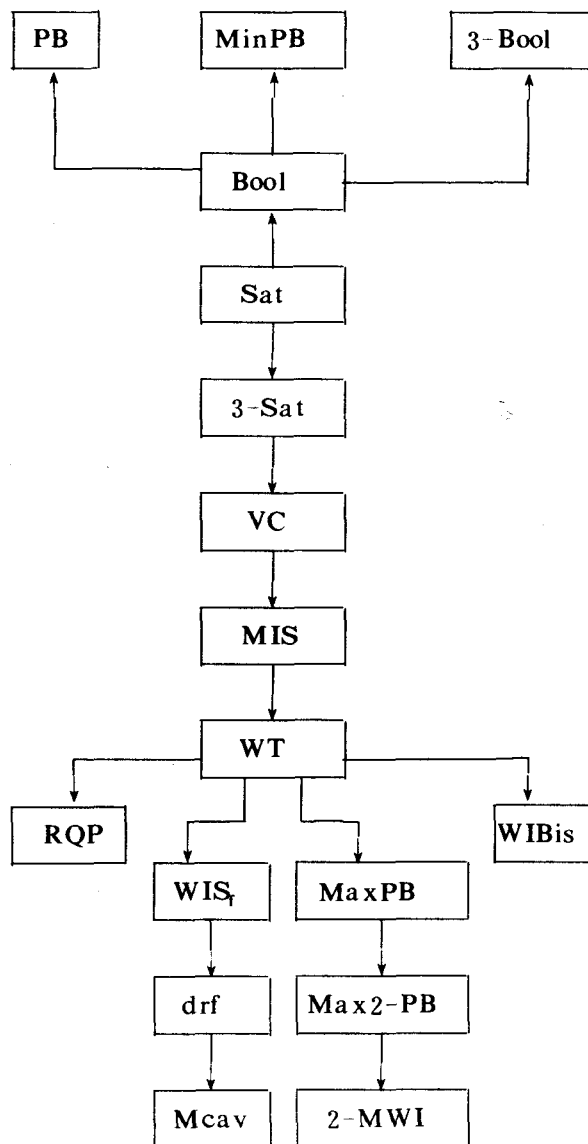 PB
MinPB
3-Bool
Bool
Sat
3-Sat
VC
MIS
WT
RQP
WIBis
WISr
MaxPB
drf
Max2-PB
Mcav
2-MWI